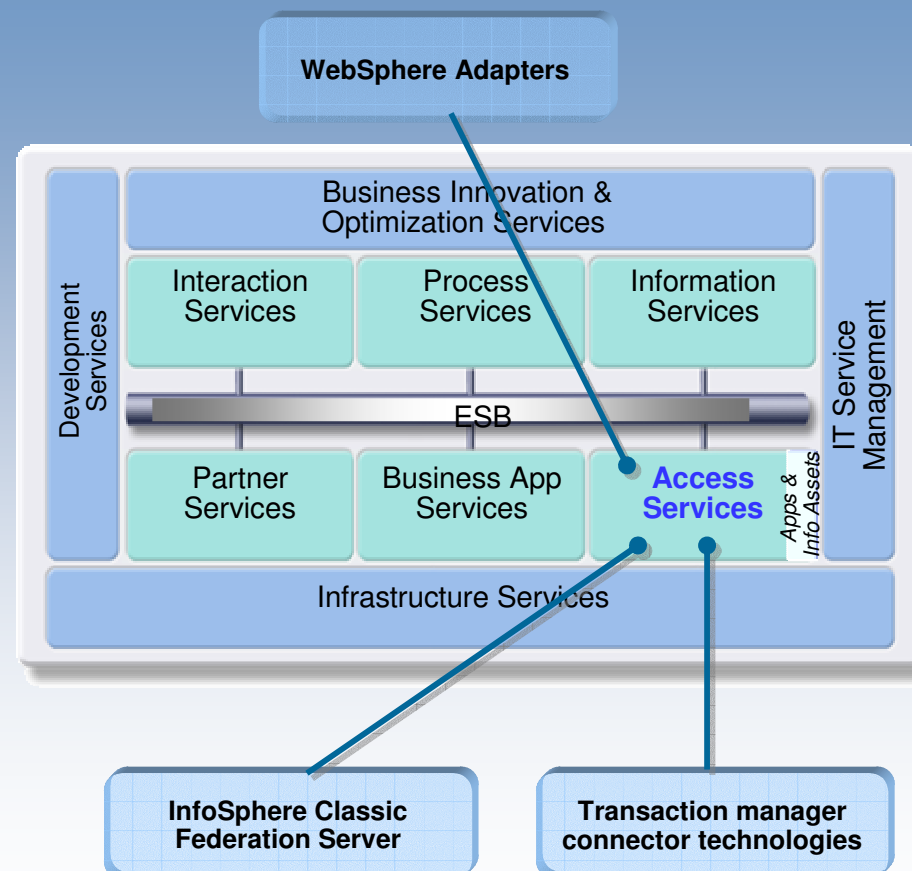 WebSphere Adapters
Business Innovation &
Optimization Services
Development
Services
Interaction
Services
Process
Services
Information
Services
IT Service
Management
ESB
Partner
Services
Business App
Services
Access
Services
Apps &
Info Assets
Infrastructure Services
InfoSphere Classic
Federation Server
Transaction manager
connector technologies